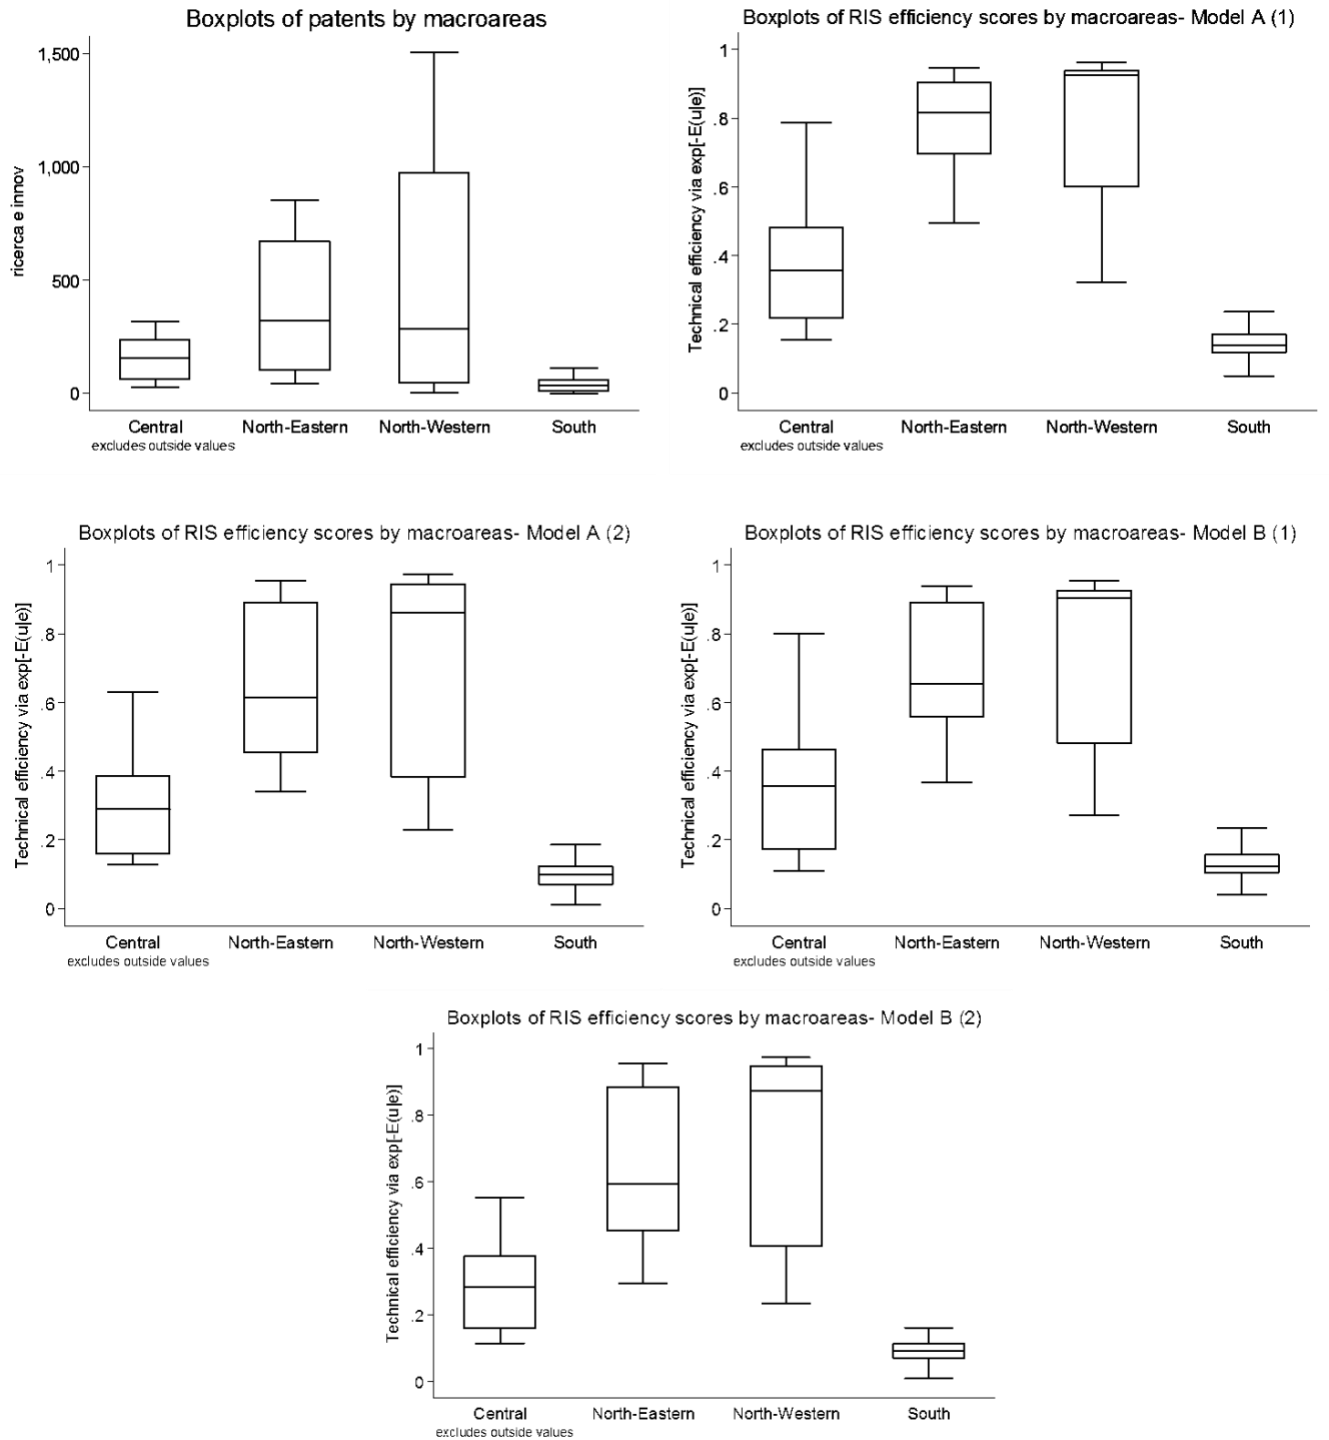 Boxplots of patents by macroareas
ricerca e innov
1,500
1,000
500
0
Central
North-Eastern
North-Western
South
excludes outside values
Boxplots of RIS efficiency scores by macroareas- Model A (1)
Technical efficiency via exp[-E(u|e)]
1
.8
.6
.4
.2
0
Central
North-Eastern
North-Western
South
excludes outside values
Boxplots of RIS efficiency scores by macroareas- Model A (2)
Technical efficiency via exp[-E(u|e)]
1
.8
.6
.4
.2
0
Central
North-Eastern
North-Western
South
excludes outside values
Boxplots of RIS efficiency scores by macroareas- Model B (1)
Technical efficiency via exp[-E(u|e)]
1
.8
.6
.4
.2
0
Central
North-Eastern
North-Western
South
excludes outside values
Boxplots of RIS efficiency scores by macroareas- Model B (2)
Technical efficiency via exp[-E(u|e)]
1
.8
.6
.4
.2
0
Central
North-Eastern
North-Western
South
excludes outside values